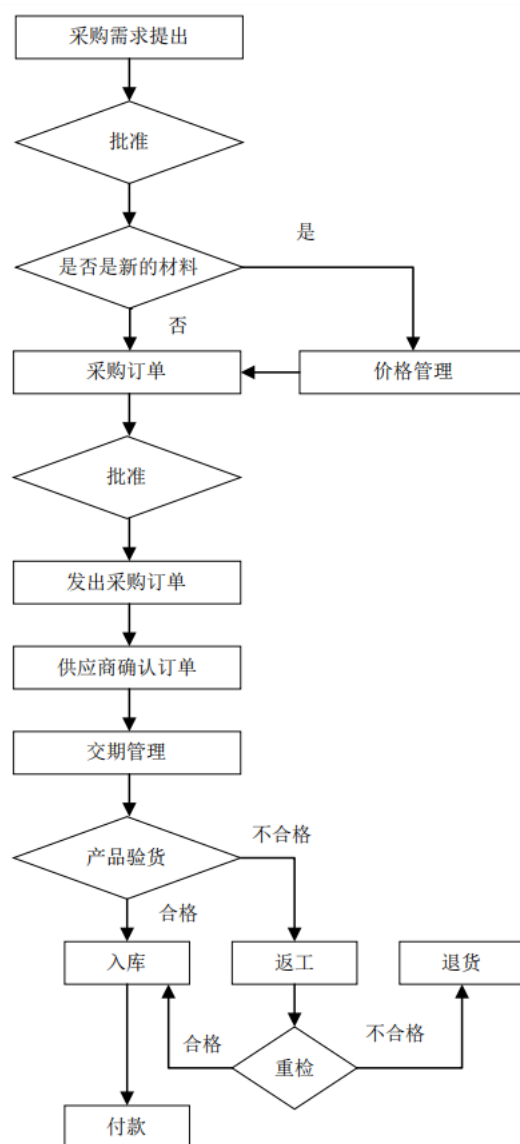 采购需求提出
批准
是
是否是新的材料
否
采购订单
价格管理
批准
发出采购订单
供应商确认订单
交期管理
不合格
产品验货
合格
入库
返工
退货
合格
不合格
重检
付款